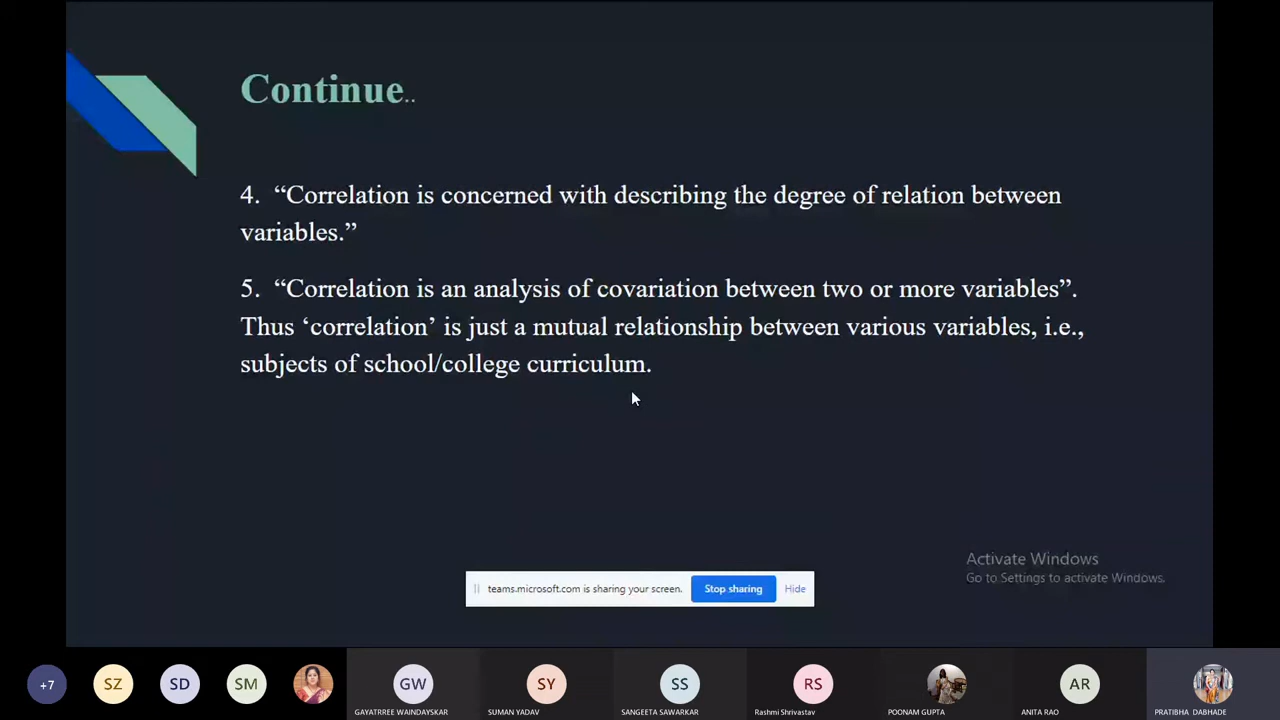 Continue..
4. “Correlation is concerned with describing the degree of relation between
variables.”
5. “Correlation is an analysis of covariation between two or more variables”.
Thus ‘correlation’ is just a mutual relationship between various variables, i.e.,
subjects of school/college curriculum.
Activate Windows
Go to Settings to activate Windows.
teams.microsoft.com is sharing your screen.
Stop sharing
Hide
+7
SZ
SD
SM
GW
SY
SS
RS
AR
GAYATRREE WAINDAYSKAR
SUMAN YADAV
SANGEETA SAWARKAR
Rashmi Shrivastav
POONAM GUPTA
ANITA RAO
PRATIBHA DABHADE